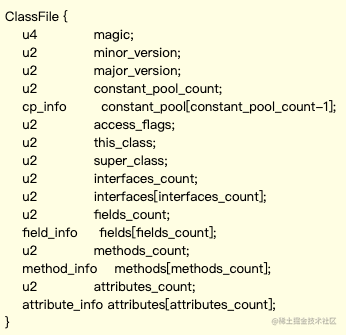 ClassFile {
u4 magic;
u2 minor_version;
u2 major_version;
u2 constant_pool_count;
cp_info constant_pool[constant_pool_count-1];
u2 access_flags;
u2 this_class;
u2 super_class;
u2 interfaces_count;
u2 interfaces[interfaces_count];
u2 fields_count;
field_info fields[fields_count];
u2 methods_count;
method_info methods[methods_count];
u2 attributes_count;
attribute_info attributes[attributes_count];
}
@稀土掘金技术社区